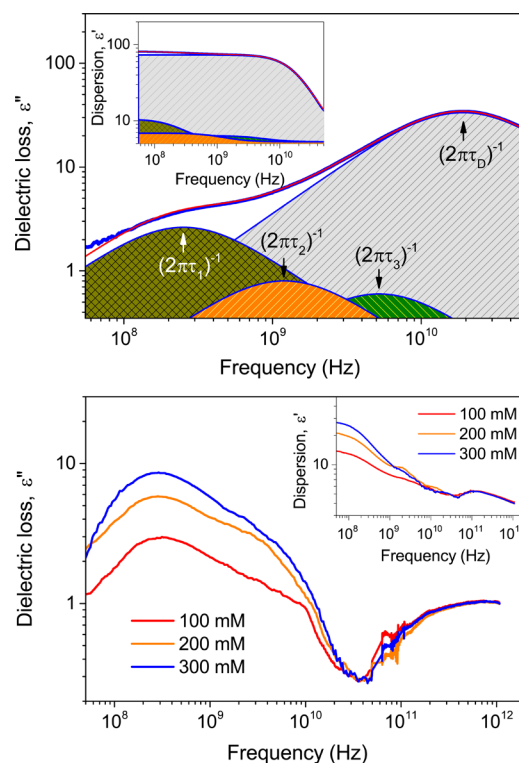 100
10
1
Dielectric loss, ε"
100
10
Dispersion, ε'
10⁸
10⁹
10¹⁰
Frequency (Hz)
(2πτ_D)⁻¹
(2πτ₁)⁻¹
(2πτ₂)⁻¹
(2πτ₃)⁻¹
10⁸
10⁹
10¹⁰
Frequency (Hz)
10
1
Dielectric loss, ε"
10
Dispersion, ε'
100 mM
200 mM
300 mM
10⁸
10⁹
10¹⁰
10¹¹
10¹²
Frequency (Hz)
100 mM
200 mM
300 mM
10⁸
10⁹
10¹⁰
10¹¹
10¹²
Frequency (Hz)